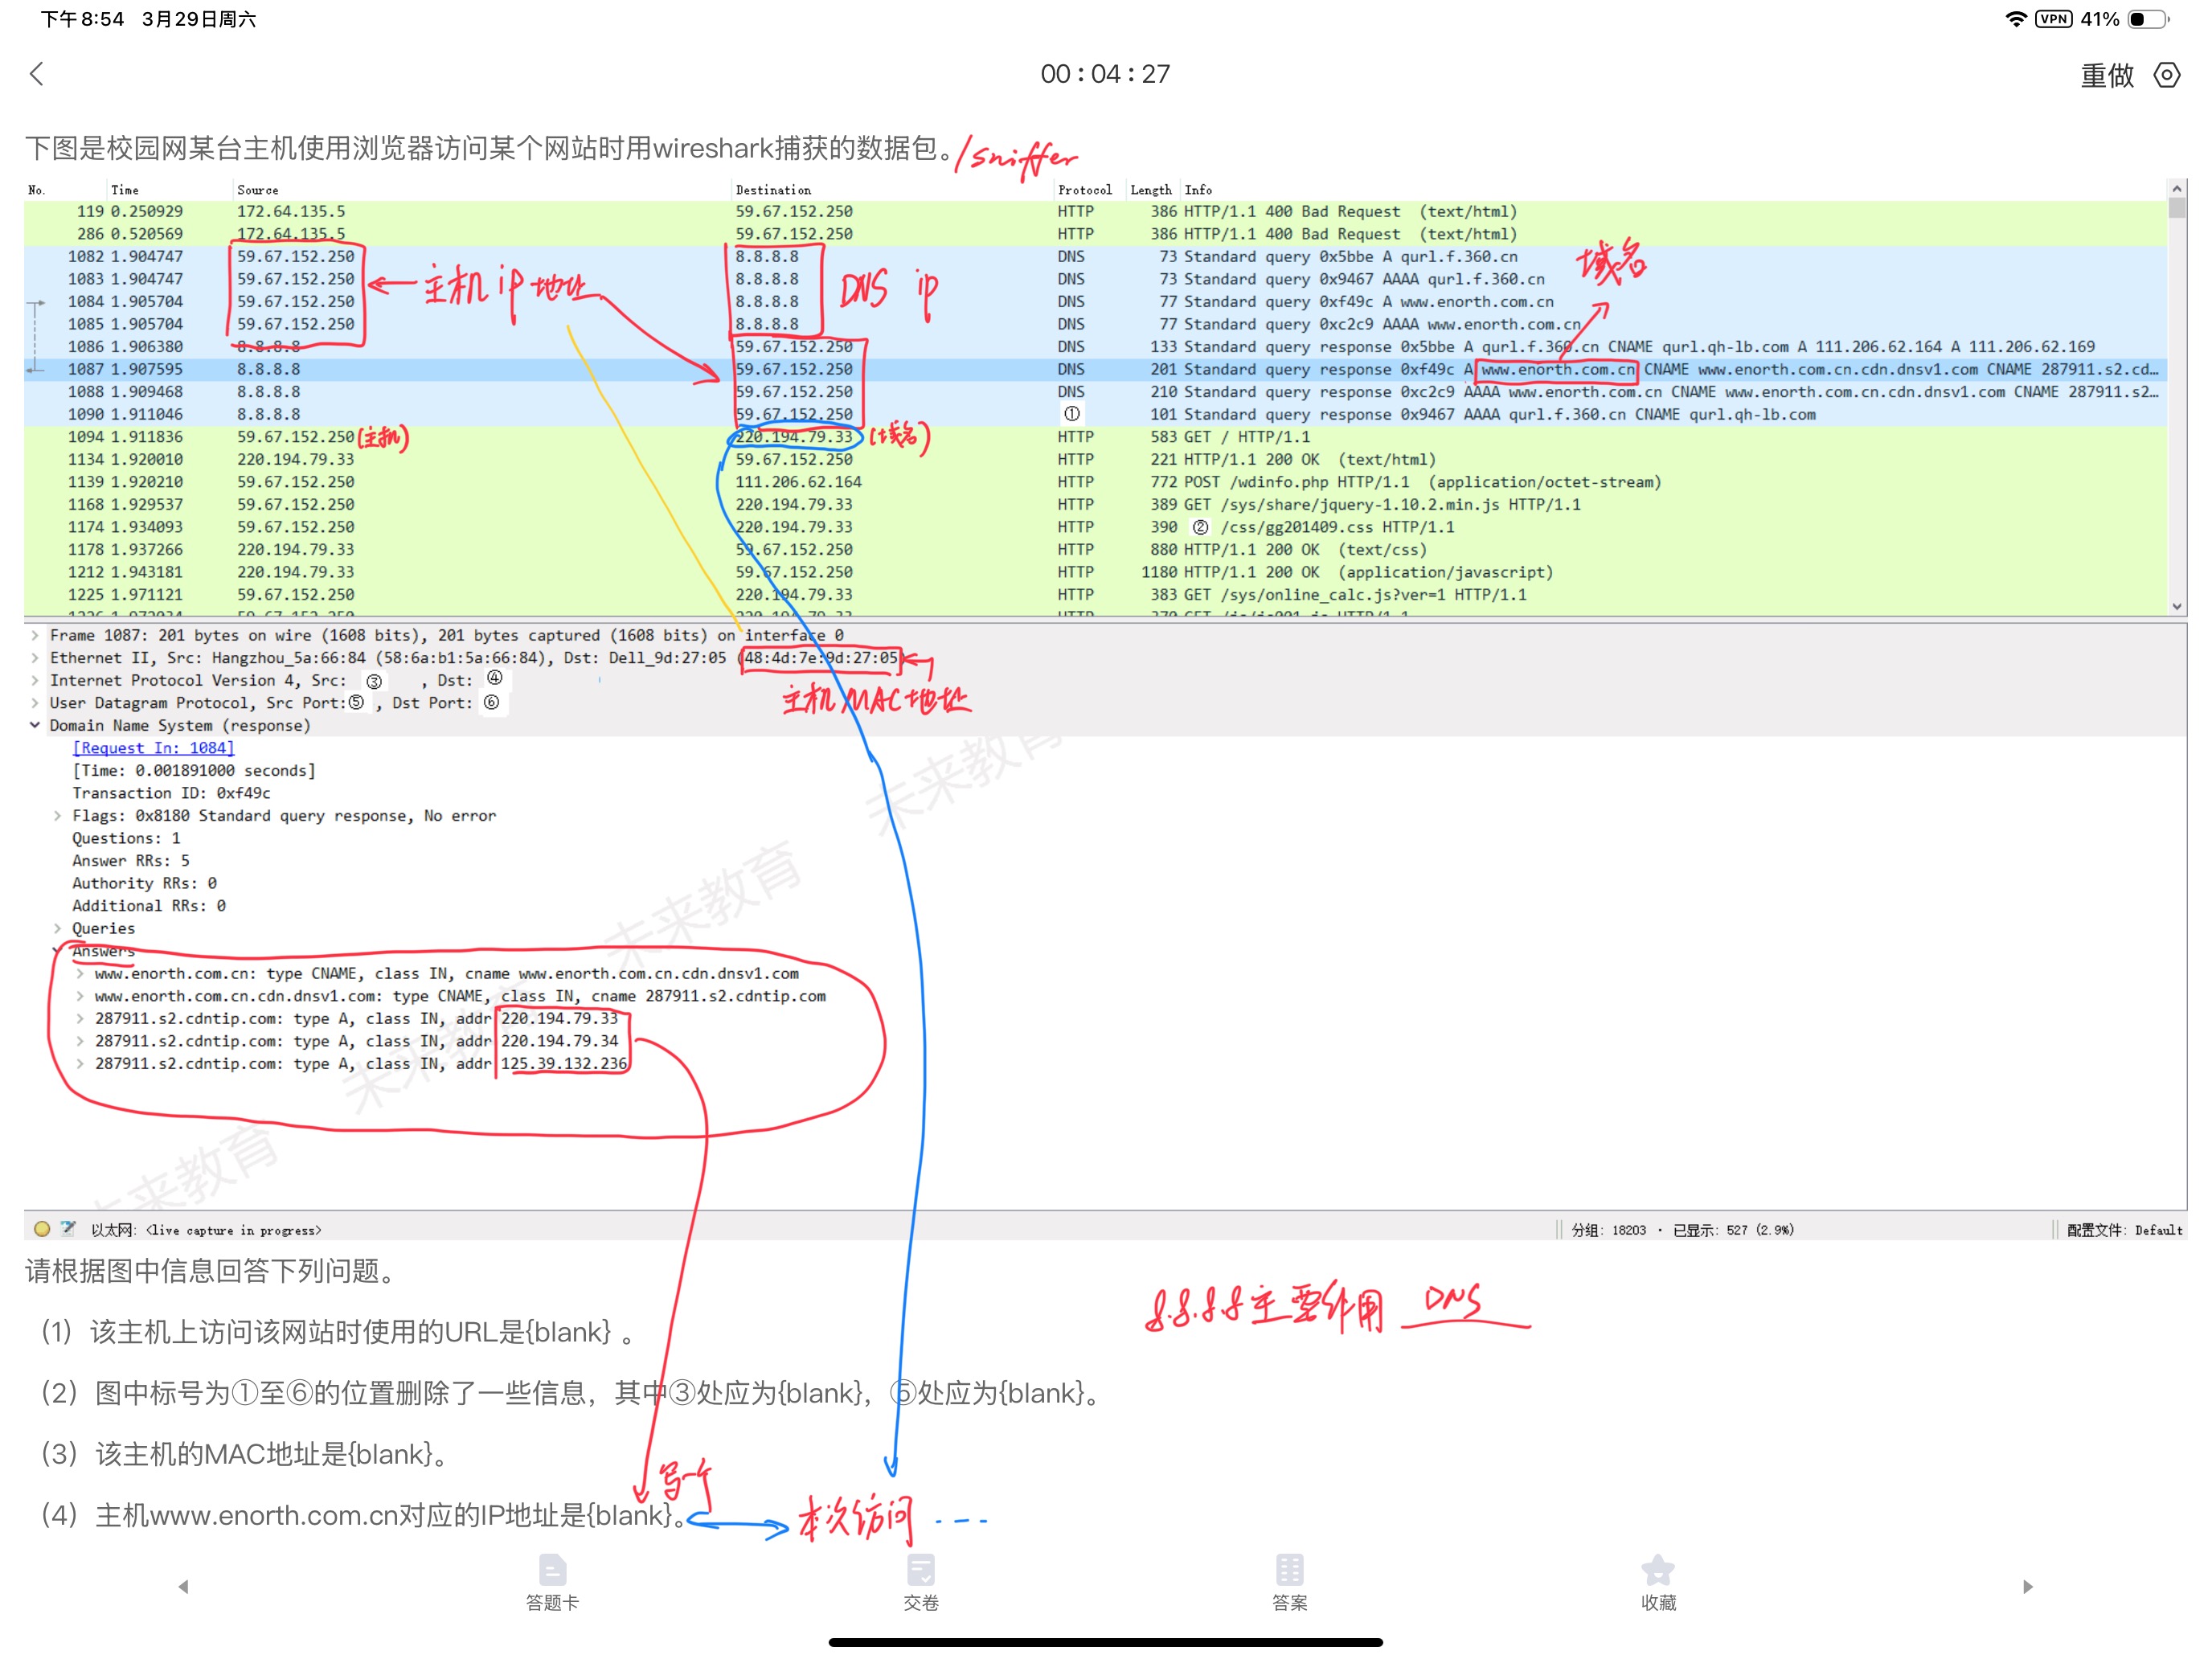 下午8:54 3月29日周六
VPN 41%
00:04:27
重做
下图是校园网某台主机使用浏览器访问某个网站时用wireshark捕获的数据包。/sniffer
No. Time Source Destination Protocol Length Info
119 0.250929 172.64.135.5 59.67.152.250 HTTP 386 HTTP/1.1 400 Bad Request (text/html)
286 0.520569 172.64.135.5 59.67.152.250 HTTP 386 HTTP/1.1 400 Bad Request (text/html)
1082 1.904747 59.67.152.250 8.8.8.8 DNS 73 Standard query 0x5bbe A qurl.f.360.cn
1083 1.904747 59.67.152.250 8.8.8.8 DNS 73 Standard query 0x9467 AAAA qurl.f.360.cn
1084 1.905704 59.67.152.250 8.8.8.8 DNS 77 Standard query 0xf49c A www.enorth.com.cn
1085 1.905704 59.67.152.250 8.8.8.8 DNS 77 Standard query 0xc2c9 AAAA www.enorth.com.cn
主机ip地址
DNS ip
域名
1086 1.906380 8.8.8.8 59.67.152.250 DNS 133 Standard query response 0x5bbe A qurl.f.360.cn CNAME qurl.qh-lb.com A 111.206.62.164 A 111.206.62.169
1087 1.907595 8.8.8.8 59.67.152.250 DNS 201 Standard query response 0xf49c A www.enorth.com.cn CNAME www.enorth.com.cn.cdn.dnsv1.com CNAME 287911.s2.cd…
1088 1.909468 8.8.8.8 59.67.152.250 DNS 210 Standard query response 0xc2c9 AAAA www.enorth.com.cn CNAME www.enorth.com.cn.cdn.dnsv1.com CNAME 287911.s2…
1090 1.911046 8.8.8.8 59.67.152.250 ① 101 Standard query response 0x9467 AAAA qurl.f.360.cn CNAME qurl.qh-lb.com
1094 1.911836 59.67.152.250 (主机) 220.194.79.33 (域名) HTTP 583 GET / HTTP/1.1
1134 1.920010 220.194.79.33 59.67.152.250 HTTP 221 HTTP/1.1 200 OK (text/html)
1139 1.920210 59.67.152.250 111.206.62.164 HTTP 772 POST /wdinfo.php HTTP/1.1 (application/octet-stream)
1168 1.929537 59.67.152.250 220.194.79.33 HTTP 389 GET /sys/share/jquery-1.10.2.min.js HTTP/1.1
1174 1.934093 59.67.152.250 220.194.79.33 HTTP 390 ② /css/gg201409.css HTTP/1.1
1178 1.937266 220.194.79.33 59.67.152.250 HTTP 880 HTTP/1.1 200 OK (text/css)
1212 1.943181 220.194.79.33 59.67.152.250 HTTP 1180 HTTP/1.1 200 OK (application/javascript)
1225 1.971121 59.67.152.250 220.194.79.33 HTTP 383 GET /sys/online_calc.js?ver=1 HTTP/1.1
Frame 1087: 201 bytes on wire (1608 bits), 201 bytes captured (1608 bits) on interface 0
Ethernet II, Src: Hangzhou_5a:66:84 (58:6a:b1:5a:66:84), Dst: Dell_9d:27:05 (48:4d:7e:9d:27:05)
Internet Protocol Version 4, Src: ③ , Dst: ④
User Datagram Protocol, Src Port:⑤ , Dst Port: ⑥
主机MAC地址
Domain Name System (response)
[Request In: 1084]
[Time: 0.001891000 seconds]
Transaction ID: 0xf49c
Flags: 0x8180 Standard query response, No error
Questions: 1
Answer RRs: 5
Authority RRs: 0
Additional RRs: 0
Queries
Answers
www.enorth.com.cn: type CNAME, class IN, cname www.enorth.com.cn.cdn.dnsv1.com
www.enorth.com.cn.cdn.dnsv1.com: type CNAME, class IN, cname 287911.s2.cdntip.com
287911.s2.cdntip.com: type A, class IN, addr 220.194.79.33
287911.s2.cdntip.com: type A, class IN, addr 220.194.79.34
287911.s2.cdntip.com: type A, class IN, addr 125.39.132.236
未来教育
未来教育
未来教育
未来教育
以太网: <live capture in progress> 分组: 18203 · 已显示: 527 (2.9%) 配置文件: Default
请根据图中信息回答下列问题。
8.8.8.8主要作用 DNS
（1）该主机上访问该网站时使用的URL是{blank} 。
（2）图中标号为①至⑥的位置删除了一些信息，其中③处应为{blank}，⑤处应为{blank}。
（3）该主机的MAC地址是{blank}。
写一个
（4）主机www.enorth.com.cn对应的IP地址是{blank}。 本次访问 ---
答题卡 交卷 答案 收藏